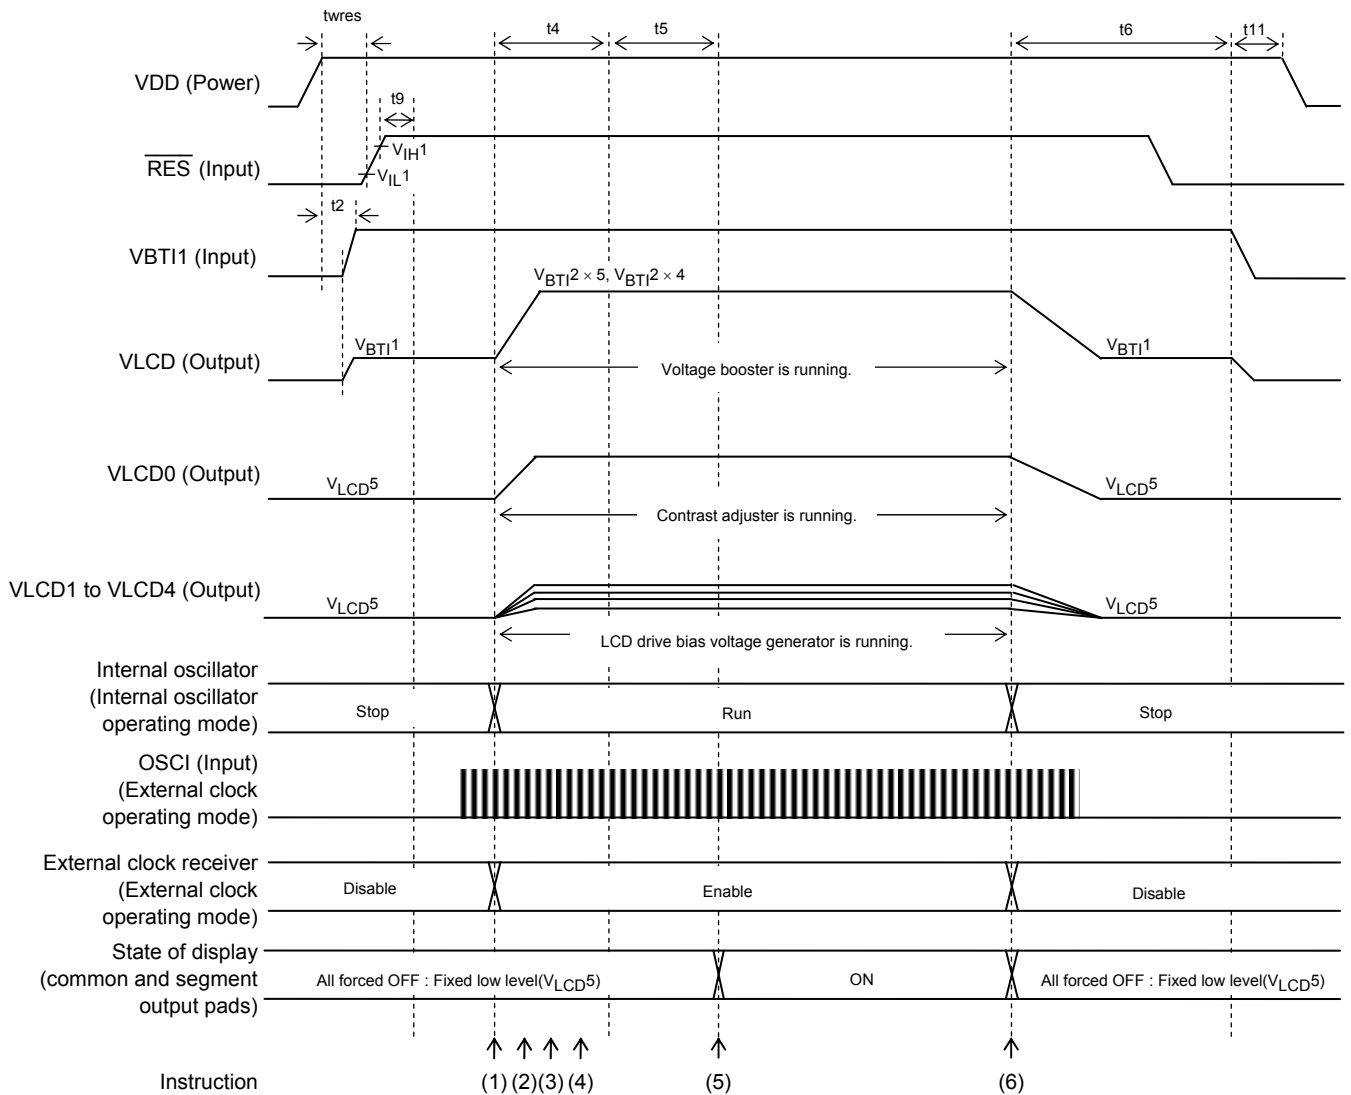 twres
t4
t5
t6
t11
VDD (Power)
t9
RES (Input)
VIH1
VIL1
t2
VBTI1 (Input)
VBTI2 × 5, VBTI2 × 4
VLCD (Output)
VBTI1
VBTI1
Voltage booster is running.
VLCD0 (Output)
VLCD5
VLCD5
Contrast adjuster is running.
VLCD1 to VLCD4 (Output)
VLCD5
VLCD5
LCD drive bias voltage generator is running.
Internal oscillator
(Internal oscillator
operating mode)
Stop
Run
Stop
OSCI (Input)
(External clock
operating mode)
External clock receiver
(External clock
operating mode)
Disable
Enable
Disable
State of display
(common and segment
output pads)
All forced OFF : Fixed low level(VLCD5)
ON
All forced OFF : Fixed low level(VLCD5)
Instruction
(1) (2) (3) (4) (5) (6)